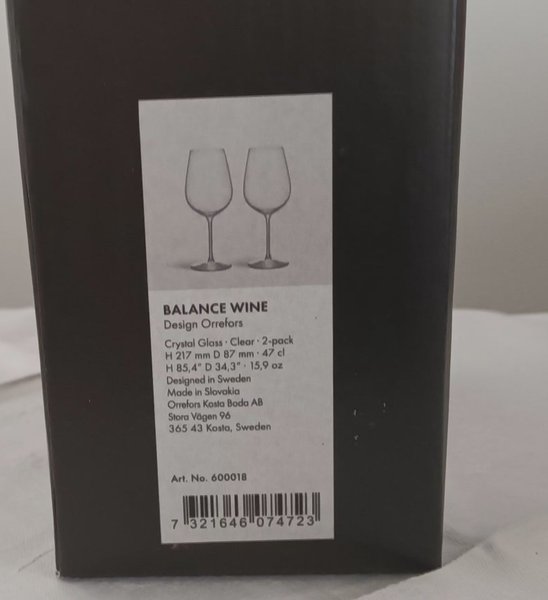 BALANCE WINE
Design Orrefors
Crystal Glass · Clear · 2-pack
H 217 mm D 87 mm · 47 cl
H 85,4" D 34,3" · 15,9 oz
Designed in Sweden
Made in Slovakia
Orrefors Kosta Boda AB
Stora Vägen 96
365 43 Kosta, Sweden
Art. No. 600018
7 321646 074723